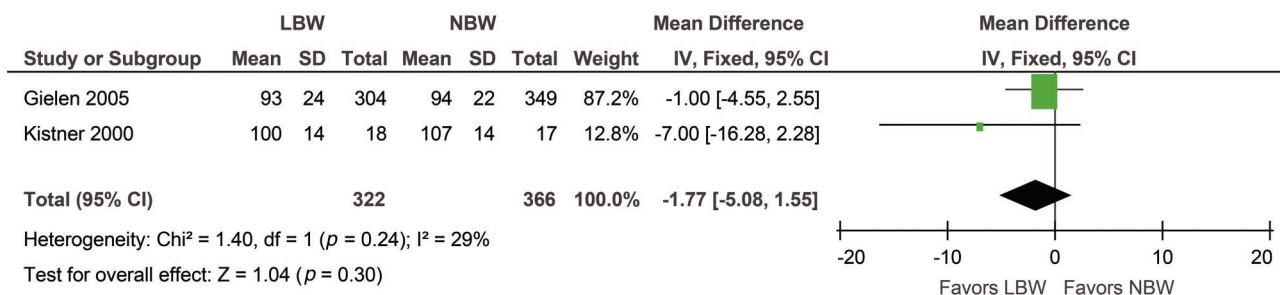 LBW NBW Mean Difference Mean Difference
Study or Subgroup Mean SD Total Mean SD Total Weight IV, Fixed, 95% CI IV, Fixed, 95% CI
Gielen 2005 93 24 304 94 22 349 87.2% -1.00 [-4.55, 2.55]
Kistner 2000 100 14 18 107 14 17 12.8% -7.00 [-16.28, 2.28]
Total (95% CI) 322 366 100.0% -1.77 [-5.08, 1.55]
Heterogeneity: Chi² = 1.40, df = 1 (p = 0.24); I² = 29%
Test for overall effect: Z = 1.04 (p = 0.30)
-20 -10 0 10 20
Favors LBW Favors NBW